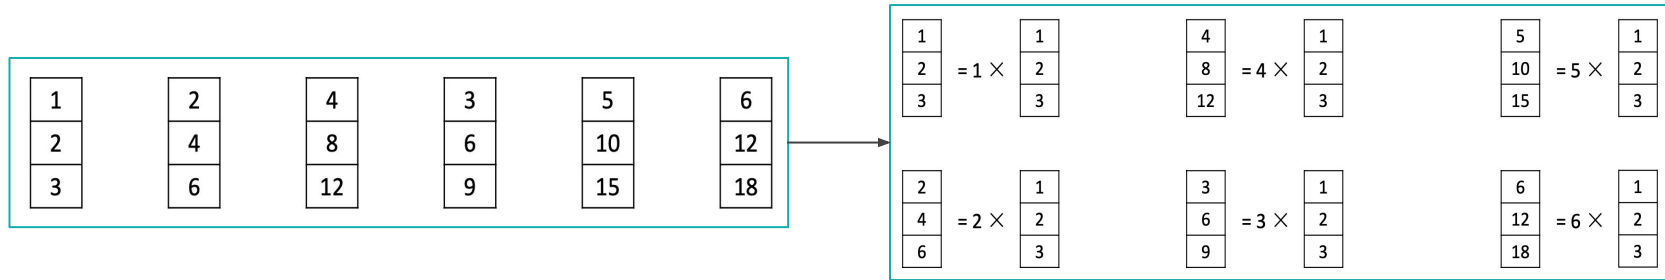 1 2 4 3 5 6
2 4 8 6 10 12
3 6 12 9 15 18
1 1 4 1 5 1
2 = 1 × 2 8 = 4 × 2 10 = 5 × 2
3 3 12 3 15 3
2 1 3 1 6 1
4 = 2 × 2 6 = 3 × 2 12 = 6 × 2
6 3 9 3 18 3